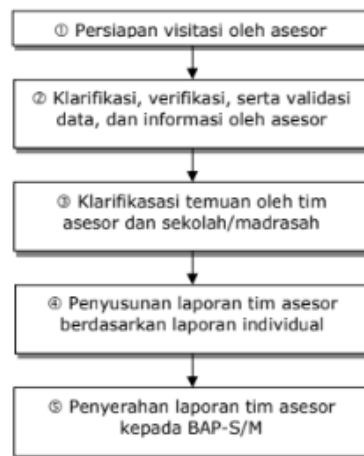 ① Persiapan visitasi oleh asesor
② Klarifikasi, verifikasi, serta validasi
data, dan informasi oleh asesor
③ Klarifikasasi temuan oleh tim
asesor dan sekolah/madrasah
④ Penyusunan laporan tim asesor
berdasarkan laporan individual
⑤ Penyerahan laporan tim asesor
kepada BAP-S/M